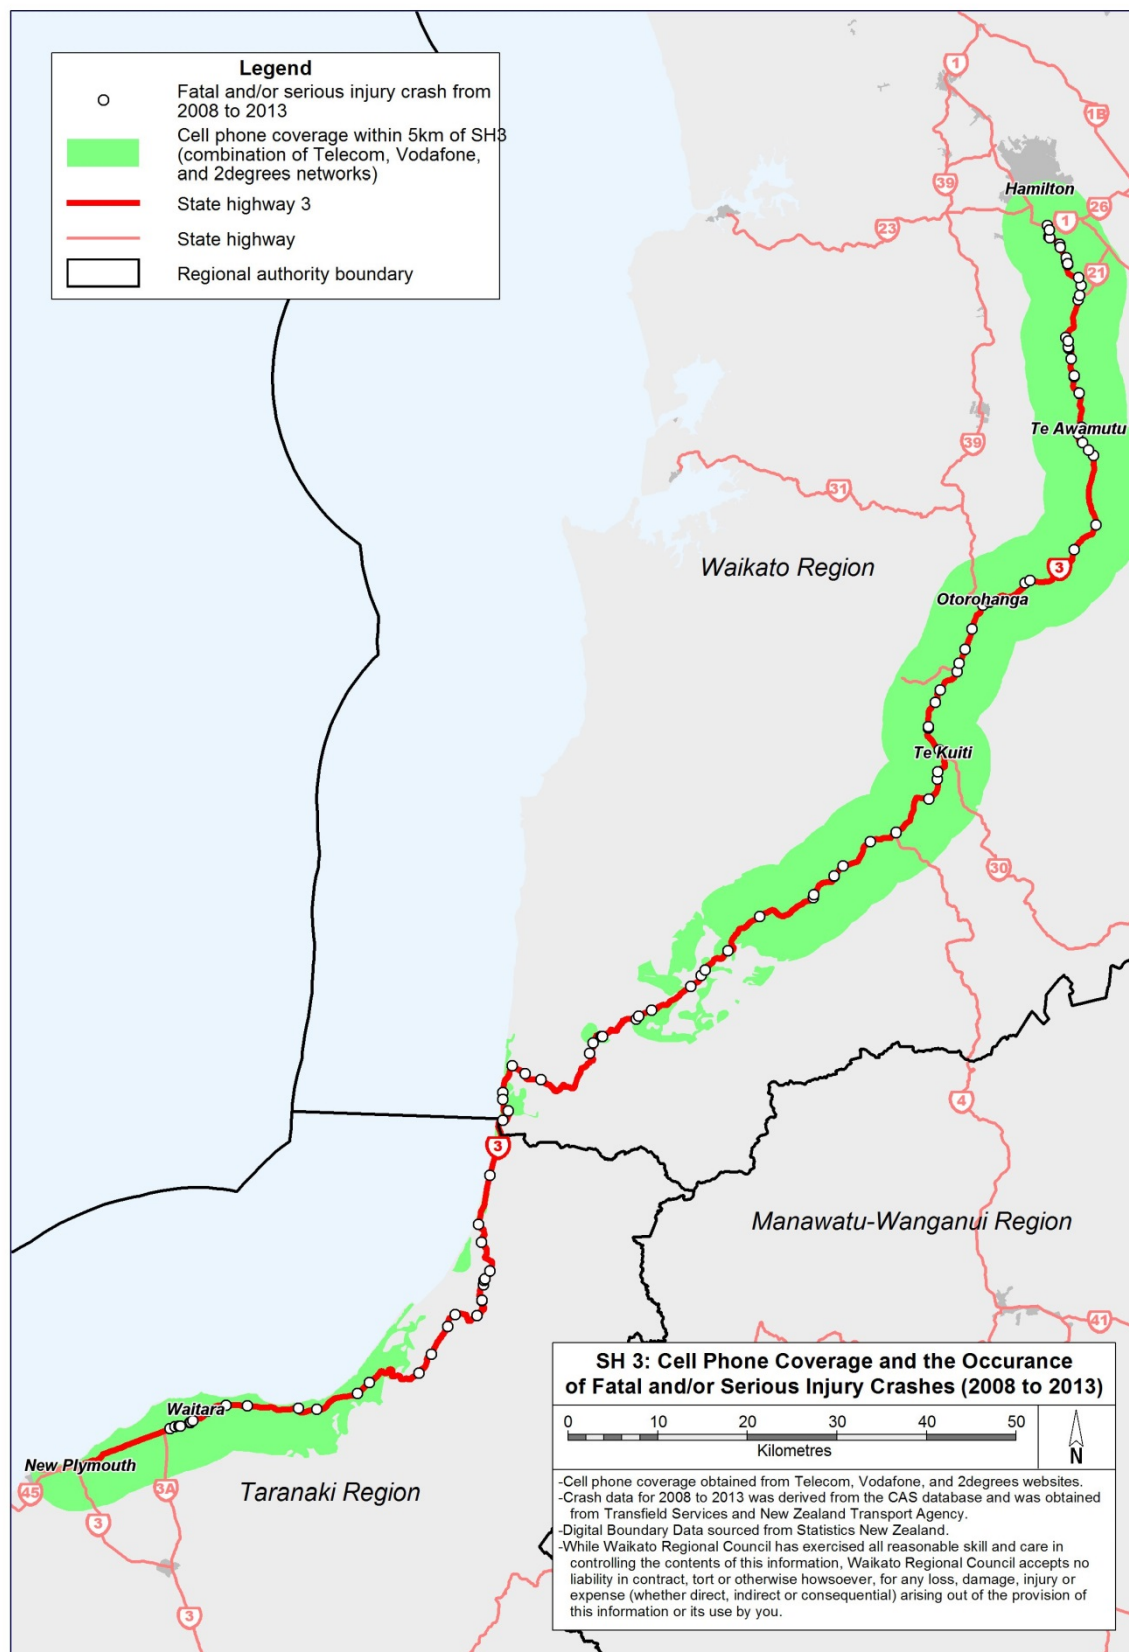 Legend
Fatal and/or serious injury crash from
2008 to 2013
Cell phone coverage within 5km of SH3
(combination of Telecom, Vodafone,
and 2degrees networks)
State highway 3
State highway
Regional authority boundary
1
1B
Hamilton
39
26
23
1
21
Te Awamutu
39
31
Waikato Region
3
Otorohanga
Te Kuiti
30
4
3
Manawatu-Wanganui Region
41
Waitara
New Plymouth
45
3A
3
Taranaki Region
3
SH 3: Cell Phone Coverage and the Occurance
of Fatal and/or Serious Injury Crashes (2008 to 2013)
0 10 20 30 40 50
Kilometres
N
-Cell phone coverage obtained from Telecom, Vodafone, and 2degrees websites.
-Crash data for 2008 to 2013 was derived from the CAS database and was obtained
from Transfield Services and New Zealand Transport Agency.
-Digital Boundary Data sourced from Statistics New Zealand.
-While Waikato Regional Council has exercised all reasonable skill and care in
controlling the contents of this information, Waikato Regional Council accepts no
liability in contract, tort or otherwise howsoever, for any loss, damage, injury or
expense (whether direct, indirect or consequential) arising out of the provision of
this information or its use by you.